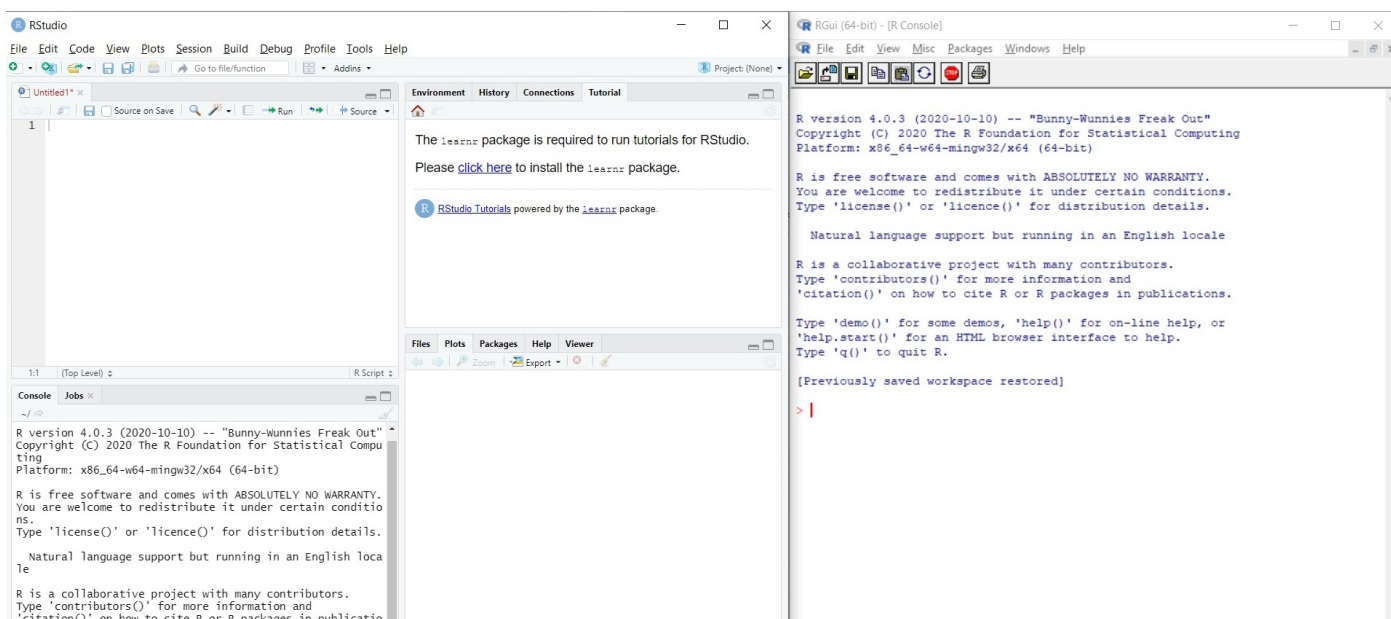 RStudio
File Edit Code View Plots Session Build Debug Profile Tools Help
Go to file/function Addins Project: (None)
Untitled1*
Source on Save Run Source
1
1:1 (Top Level) R Script
Console Jobs
~/
R version 4.0.3 (2020-10-10) -- "Bunny-Wunnies Freak Out"
Copyright (C) 2020 The R Foundation for Statistical Compu
ting
Platform: x86_64-w64-mingw32/x64 (64-bit)
R is free software and comes with ABSOLUTELY NO WARRANTY.
You are welcome to redistribute it under certain conditio
ns.
Type 'license()' or 'licence()' for distribution details.
Natural language support but running in an English loca
le
R is a collaborative project with many contributors.
Type 'contributors()' for more information and
'citation()' on how to cite R or R packages in publicatio
Environment History Connections Tutorial
The learnr package is required to run tutorials for RStudio.
Please click here to install the learnr package.
R RStudio Tutorials powered by the learnr package.
Files Plots Packages Help Viewer
Zoom Export
RGui (64-bit) - [R Console]
File Edit View Misc Packages Windows Help
STOP
R version 4.0.3 (2020-10-10) -- "Bunny-Wunnies Freak Out"
Copyright (C) 2020 The R Foundation for Statistical Computing
Platform: x86_64-w64-mingw32/x64 (64-bit)
R is free software and comes with ABSOLUTELY NO WARRANTY.
You are welcome to redistribute it under certain conditions.
Type 'license()' or 'licence()' for distribution details.
Natural language support but running in an English locale
R is a collaborative project with many contributors.
Type 'contributors()' for more information and
'citation()' on how to cite R or R packages in publications.
Type 'demo()' for some demos, 'help()' for on-line help, or
'help.start()' for an HTML browser interface to help.
Type 'q()' to quit R.
[Previously saved workspace restored]
>